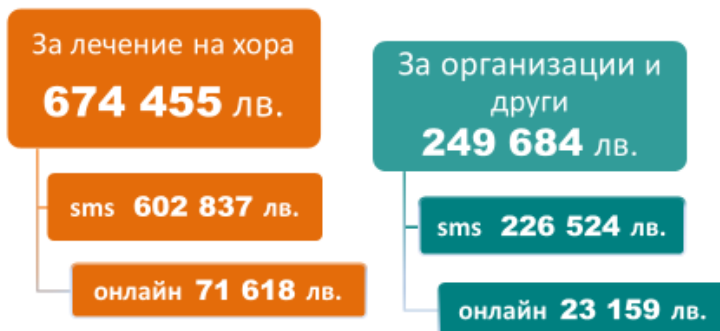 За лечение на хора
674 455 лв.
sms 602 837 лв.
онлайн 71 618 лв.
За организации и
други
249 684 лв.
sms 226 524 лв.
онлайн 23 159 лв.